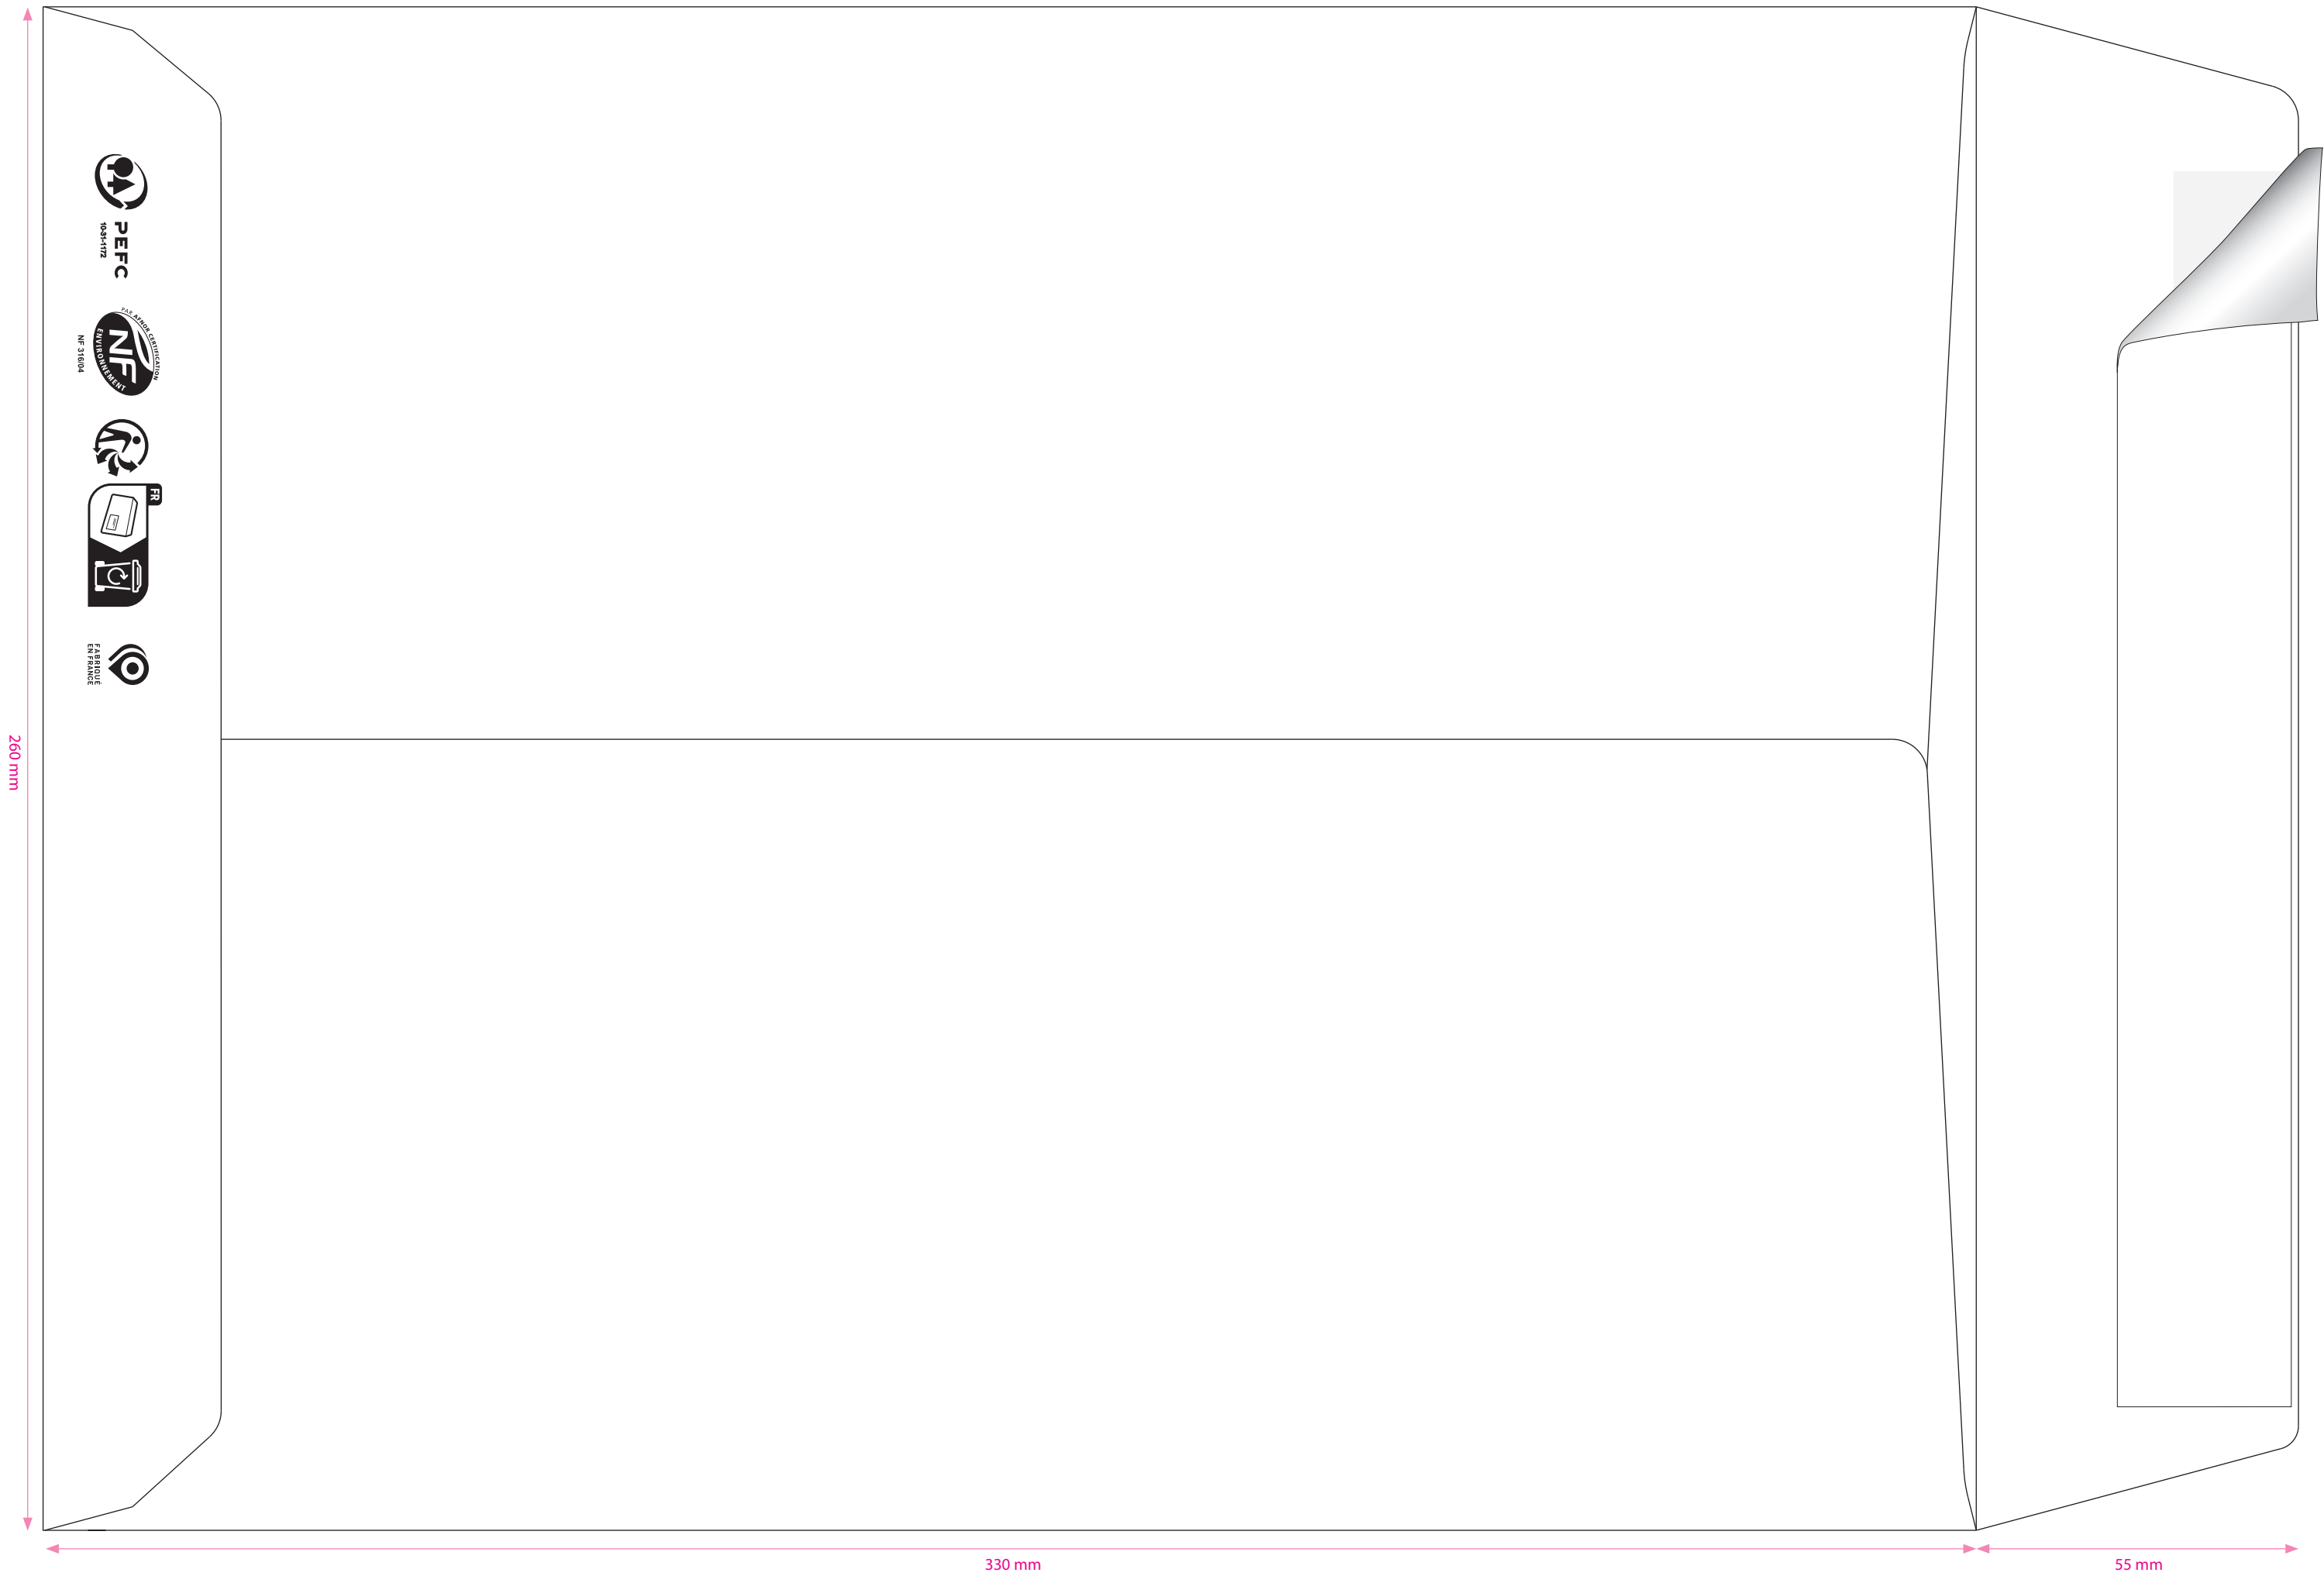 PEFC
10-31-1172
PAR AFNOR CERTIFICATION
NF
ENVIRONNEMENT
NF 316/04
FR
FABRIQUÉ
EN FRANCE
260 mm
330 mm
55 mm